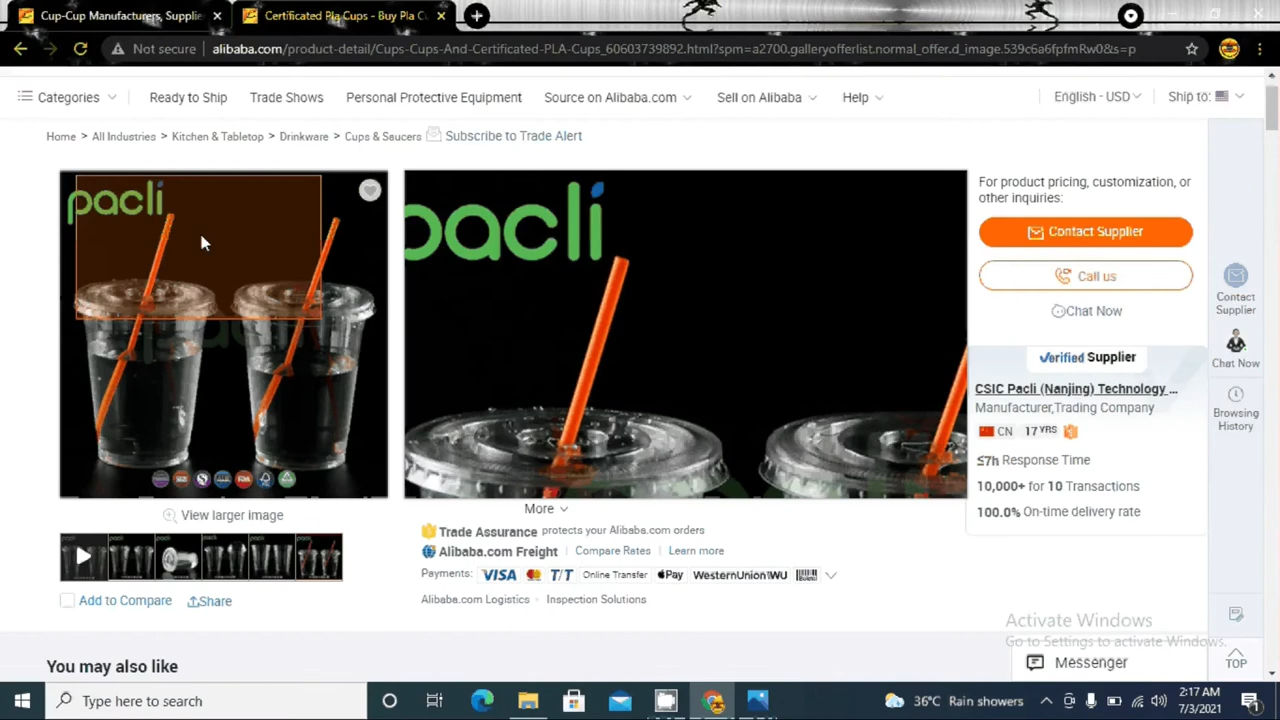 Cup-Cup Manufacturers, Supplie
Certificated Pla Cups - Buy Pla C
Not secure
alibaba.com/product-detail/Cups-Cups-And-Certificated-PLA-Cups_60603739892.html?spm=a2700.galleryofferlist.normal_offer.d_image.539c6a6fpfmRw0&s=p
Categories
Ready to Ship
Trade Shows
Personal Protective Equipment
Source on Alibaba.com
Sell on Alibaba
Help
English - USD
Ship to:
Home > All Industries > Kitchen & Tabletop > Drinkware > Cups & Saucers
Subscribe to Trade Alert
pacli
pacli
For product pricing, customization, or
other inquiries:
Contact Supplier
Call us
Chat Now
Verified Supplier
CSIC Pacli (Nanjing) Technology ...
Manufacturer,Trading Company
CN 17 YRS
≤7h Response Time
10,000+ for 10 Transactions
100.0% On-time delivery rate
Contact
Supplier
Chat Now
Browsing
History
View larger image
More
Trade Assurance protects your Alibaba.com orders
Alibaba.com Freight
Compare Rates
Learn more
Payments: VISA T/T Online Transfer Pay WesternUnion WU
Alibaba.com Logistics
Inspection Solutions
Add to Compare
Share
Activate Windows
Go to Settings to activate Windows.
You may also like
Messenger
TOP
Type here to search
36°C Rain showers
2:17 AM
7/3/2021
1